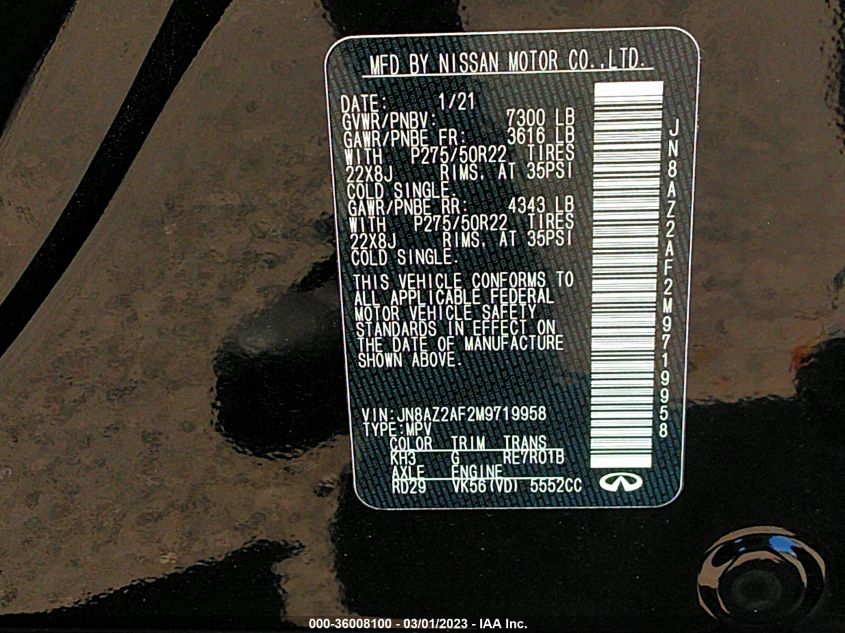 MFD BY NISSAN MOTOR CO.,LTD.
DATE: 1/21
GVWR/PNBV: 7300 LB
GAWR/PNBE FR: 3616 LB
WITH P275/50R22 TIRES
22X8J RIMS, AT 35PSI
COLD SINGLE.
GAWR/PNBE RR: 4343 LB
WITH P275/50R22 TIRES
22X8J RIMS, AT 35PSI
COLD SINGLE.
THIS VEHICLE CONFORMS TO
ALL APPLICABLE FEDERAL
MOTOR VEHICLE SAFETY
STANDARDS IN EFFECT ON
THE DATE OF MANUFACTURE
SHOWN ABOVE.
VIN:JN8AZ2AF2M9719958
TYPE:MPV
COLOR TRIM TRANS
KH3 G RE7R01B
AXLE ENGINE
RD29 VK56(VD) 5552CC
JN8AZ2AF2M9719958
000-36008100 - 03/01/2023 - IAA Inc.